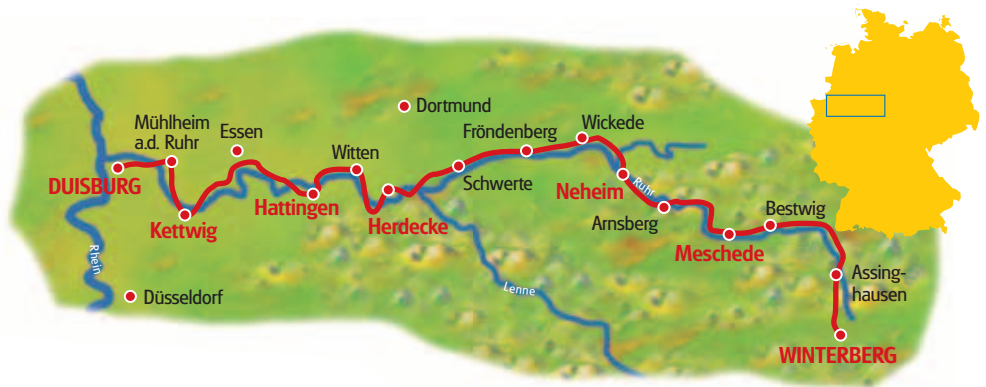 Dortmund
Mühlheim
a.d. Ruhr
Essen
Fröndenberg
Wickede
Witten
DUISBURG
Schwerte
Neheim
Ruhr
Hattingen
Kettwig
Herdecke
Arnsberg
Bestwig
Meschede
Rhein
Assing-
hausen
Lenne
Düsseldorf
WINTERBERG